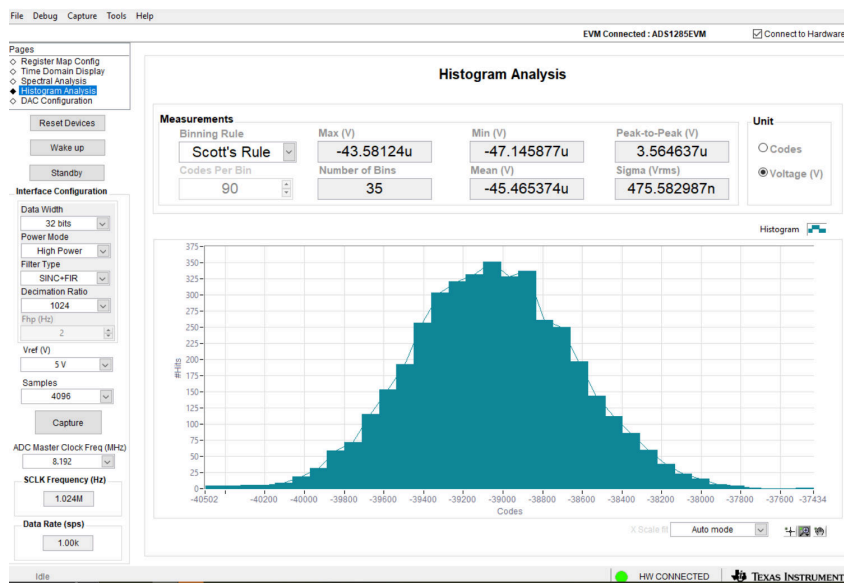 File Debug Capture Tools Help
EVM Connected : ADS1285EVM Connect to Hardware
Pages
Register Map Config
Time Domain Display
Spectral Analysis
Histogram Analysis
DAC Configuration
Reset Devices
Wake up
Standby
Interface Configuration
Data Width
32 bits
Power Mode
High Power
Filter Type
SINC+FIR
Decimation Ratio
1024
Fhp (Hz)
2
Vref (V)
5 V
Samples
4096
Capture
ADC Master Clock Freq (MHz)
8.192
SCLK Frequency (Hz)
1.024M
Data Rate (sps)
1.00k
Histogram Analysis
Measurements
Binning Rule Max (V) Min (V) Peak-to-Peak (V)
Scott's Rule -43.58124u -47.145877u 3.564637u
Codes Per Bin Number of Bins Mean (V) Sigma (Vrms)
90 35 -45.465374u 475.582987n
Unit
Codes
Voltage (V)
Histogram
375
350
325
300
275
250
225
200
175
150
125
100
75
50
25
0
#Hits
-40502 -40200 -40000 -39800 -39600 -39400 -39200 -39000 -38800 -38600 -38400 -38200 -38000 -37800 -37600 -37434
Codes
X Scale fit Auto mode
Idle HW CONNECTED TEXAS INSTRUMENT